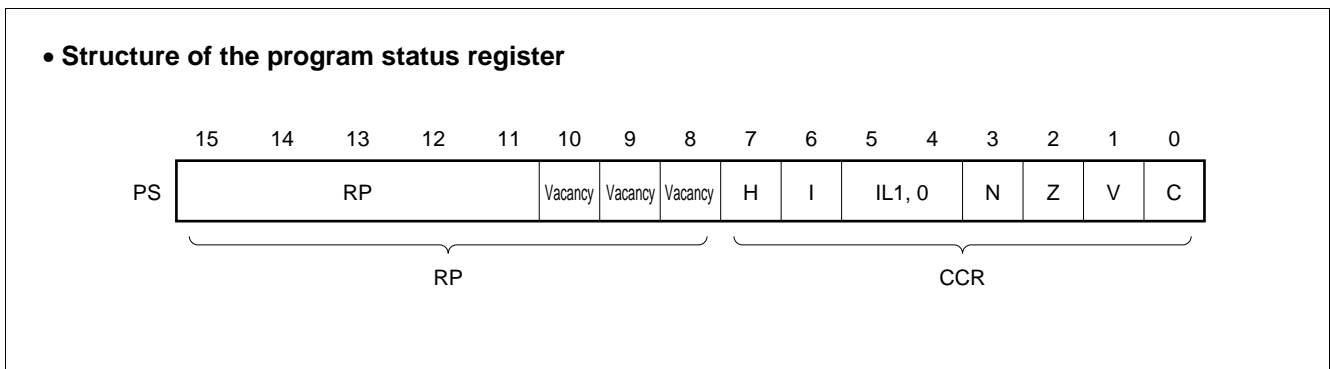 • Structure of the program status register
15 14 13 12 11 10 9 8 7 6 5 4 3 2 1 0
PS RP Vacancy Vacancy Vacancy H I IL1, 0 N Z V C
RP CCR